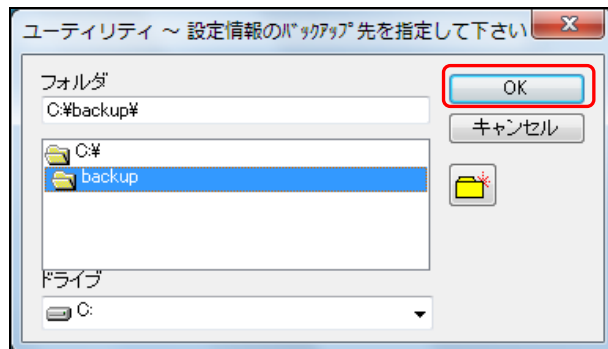 ユーティリティ ～ 設定情報のﾊﾞｯｸｱｯﾌﾟ先を指定して下さい
フォルダ
C:¥backup¥
OK
キャンセル
C:¥
backup
ドライブ
C: